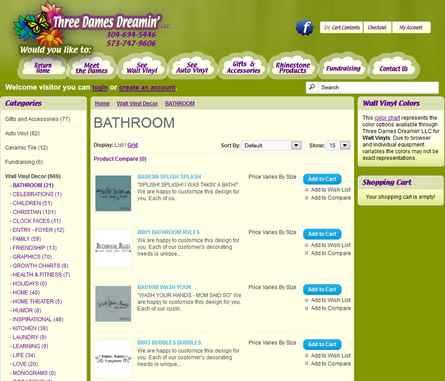 Three Dames Dreamin' LLC
304-694-5446
573-747-9606
Would you like to:
Cart Contents
Checkout
My Account
Return Home
Meet the Dames
See Wall Vinyl
See Auto Vinyl
Gifts & Accessories
Rhinestone Products
Fundraising
Contact Us
Welcome visitor you can login or create an account.
Search
Categories
Gifts and Accessories (77)
Auto Vinyl (82)
Ceramic Tile (12)
Fundraising (6)
Wall Vinyl Decor (669)
- BATHROOM (21)
- CELEBRATIONS (1)
- CHILDREN (51)
- CHRISTIAN (101)
- CLOCK FACES (11)
- ENTRY - FOYER (12)
- FAMILY (59)
- FRIENDSHIP (13)
- GRAPHICS (70)
- GROWTH CHARTS (8)
- HEALTH & FITNESS (7)
- HOLIDAYS (0)
- HOME (40)
- HOME THEATER (5)
- HUMOR (8)
- INSPIRATIONAL (48)
- KITCHEN (38)
- LAUNDRY (9)
- LEARNING (9)
- LIFE (34)
- LOVE (20)
- MONOGRAMS (0)
Home
Wall Vinyl Decor
BATHROOM
BATHROOM
Display: List / Grid
Sort By: Default
Show: 15
Product Compare (0)
BA003M SPLISH SPLASH
"SPLISH! SPLASH! I WAS TAKIN' A BATH!"
We are happy to customize this design for
you. Each of ou..
Price Varies By Size
Add to Cart
Add to Wish List
Add to Compare
B001 BATHROOM RULES
We are happy to customize this design for
you. Each of our customer's decorating
needs is unique...
Price Varies By Size
Add to Cart
Add to Wish List
Add to Compare
BA010M WASH YOUR
"WASH YOUR HANDS - MOM SAID SO" We
are happy to customize this design for
you. Each of our custo..
Price Varies By Size
Add to Cart
Add to Wish List
Add to Compare
B003 BUBBLES BUBBLES
We are happy to customize this design for
you. Each of our customer's decorating
needs is unique...
Price Varies By Size
Add to Cart
Add to Wish List
Add to Compare
Wall Vinyl Colors
This color chart represents the
color options available through
Three Dames Dreamin' LLC for
Wall Vinyls. Due to browser
and individual equipment
variables the colors may not be
exact representations.
Shopping Cart
Your shopping cart is empty!